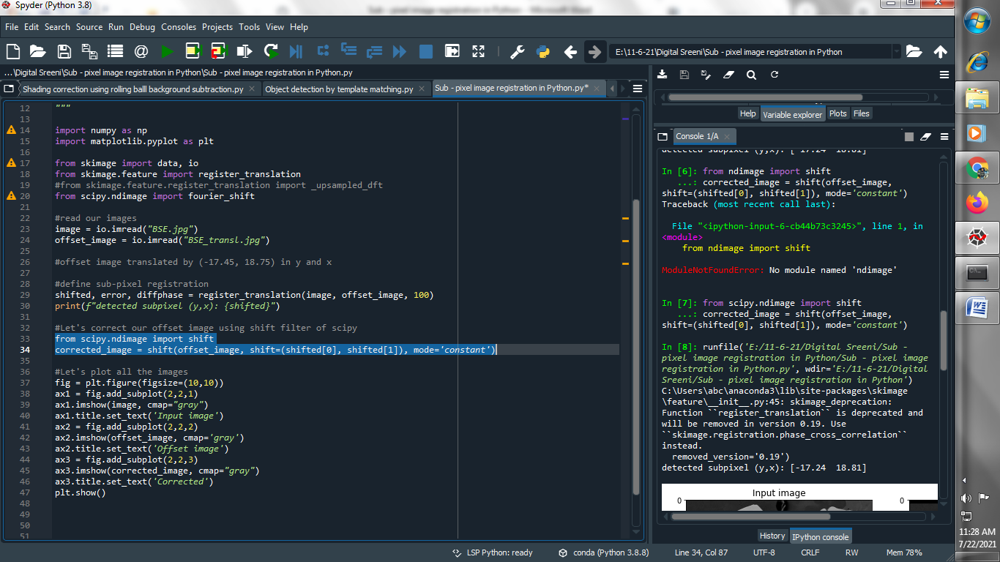 Spyder (Python 3.8)
Sub - pixel image registration in Python - Microsoft Word
File Edit Search Source Run Debug Consoles Projects Tools View Help
E:\11-6-21\Digital Sreeni\Sub - pixel image registration in Python
...\Digital Sreeni\Sub - pixel image registration in Python\Sub - pixel image registration in Python.py
Shading correction using rolling balll background subtraction.py
Object detection by template matching.py
Sub - pixel image registration in Python.py*
12 """
13
14 import numpy as np
15 import matplotlib.pyplot as plt
16
17 from skimage import data, io
18 from skimage.feature import register_translation
19 #from skimage.feature.register_translation import _upsampled_dft
20 from scipy.ndimage import fourier_shift
21
22 #read our images
23 image = io.imread("BSE.jpg")
24 offset_image = io.imread("BSE_transl.jpg")
25
26 #offset image translated by (-17.45, 18.75) in y and x
27
28 #define sub-pixel registration
29 shifted, error, diffphase = register_translation(image, offset_image, 100)
30 print(f"detected subpixel (y,x): {shifted}")
31
32 #Let's correct our offset image using shift filter of scipy
33 from scipy.ndimage import shift
34 corrected_image = shift(offset_image, shift=(shifted[0], shifted[1]), mode='constant')
35
36 #Let's plot all the images
37 fig = plt.figure(figsize=(10,10))
38 ax1 = fig.add_subplot(2,2,1)
39 ax1.imshow(image, cmap="gray")
40 ax1.title.set_text('Input image')
41 ax2 = fig.add_subplot(2,2,2)
42 ax2.imshow(offset_image, cmap='gray')
43 ax2.title.set_text('Offset image')
44 ax3 = fig.add_subplot(2,2,3)
45 ax3.imshow(corrected_image, cmap="gray")
46 ax3.title.set_text('Corrected')
47 plt.show()
48
49
50
51
Help Variable explorer Plots Files
Console 1/A
detected subpixel (y,x): [-17.24 18.81]
In [6]: from ndimage import shift
...: corrected_image = shift(offset_image,
shift=(shifted[0], shifted[1]), mode='constant')
Traceback (most recent call last):
File "<ipython-input-6-cb44b73c3245>", line 1, in
<module>
from ndimage import shift
ModuleNotFoundError: No module named 'ndimage'
In [7]: from scipy.ndimage import shift
...: corrected_image = shift(offset_image,
shift=(shifted[0], shifted[1]), mode='constant')
In [8]: runfile('E:/11-6-21/Digital Sreeni/Sub -
pixel image registration in Python/Sub - pixel image
registration in Python.py', wdir='E:/11-6-21/Digital
Sreeni/Sub - pixel image registration in Python')
C:\Users\abc\anaconda3\lib\site-packages\skimage
\feature\__init__.py:45: skimage_deprecation:
Function ``register_translation`` is deprecated and
will be removed in version 0.19. Use
``skimage.registration.phase_cross_correlation``
instead.
removed_version='0.19')
detected subpixel (y,x): [-17.24 18.81]
Input image
0 0
History IPython console
LSP Python: ready conda (Python 3.8.8) Line 34, Col 87 UTF-8 CRLF RW Mem 78%
11:28 AM
7/22/2021